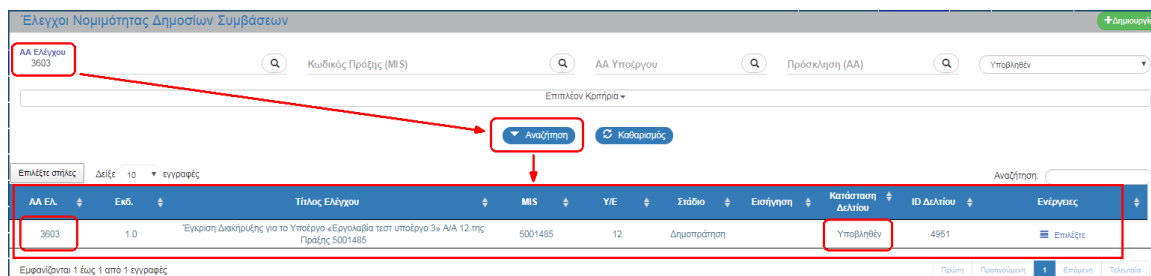 Έλεγχοι Νομιμότητας Δημοσίων Συμβάσεων
+Δημιουργία
ΑΑ Ελέγχου
3603
Κωδικός Πράξης (MIS)
ΑΑ Υποέργου
Πρόσκληση (ΑΑ)
Υποβληθέν
Επιπλέον Κριτήρια
Αναζήτηση
Καθαρισμός
Επιλέξτε στήλες
Δείξε 10 εγγραφές
Αναζήτηση:
ΑΑ ΕΛ. Εκδ. Τίτλος Ελέγχου MIS Υ/Ε Στάδιο Εισήγηση Κατάσταση Δελτίου ID Δελτίου Ενέργειες
3603 1.0 Έγκριση Διακήρυξης για το Υποέργο «Εργολαβία τεστ υποέργο 3» Α/Α 12 της Πράξης 5001485 5001485 12 Δημοπράτηση Υποβληθέν 4951 Επιλέξτε
Εμφανίζονται 1 έως 1 από 1 εγγραφές
Πρώτη Προηγούμενη 1 Επόμενη Τελευταία